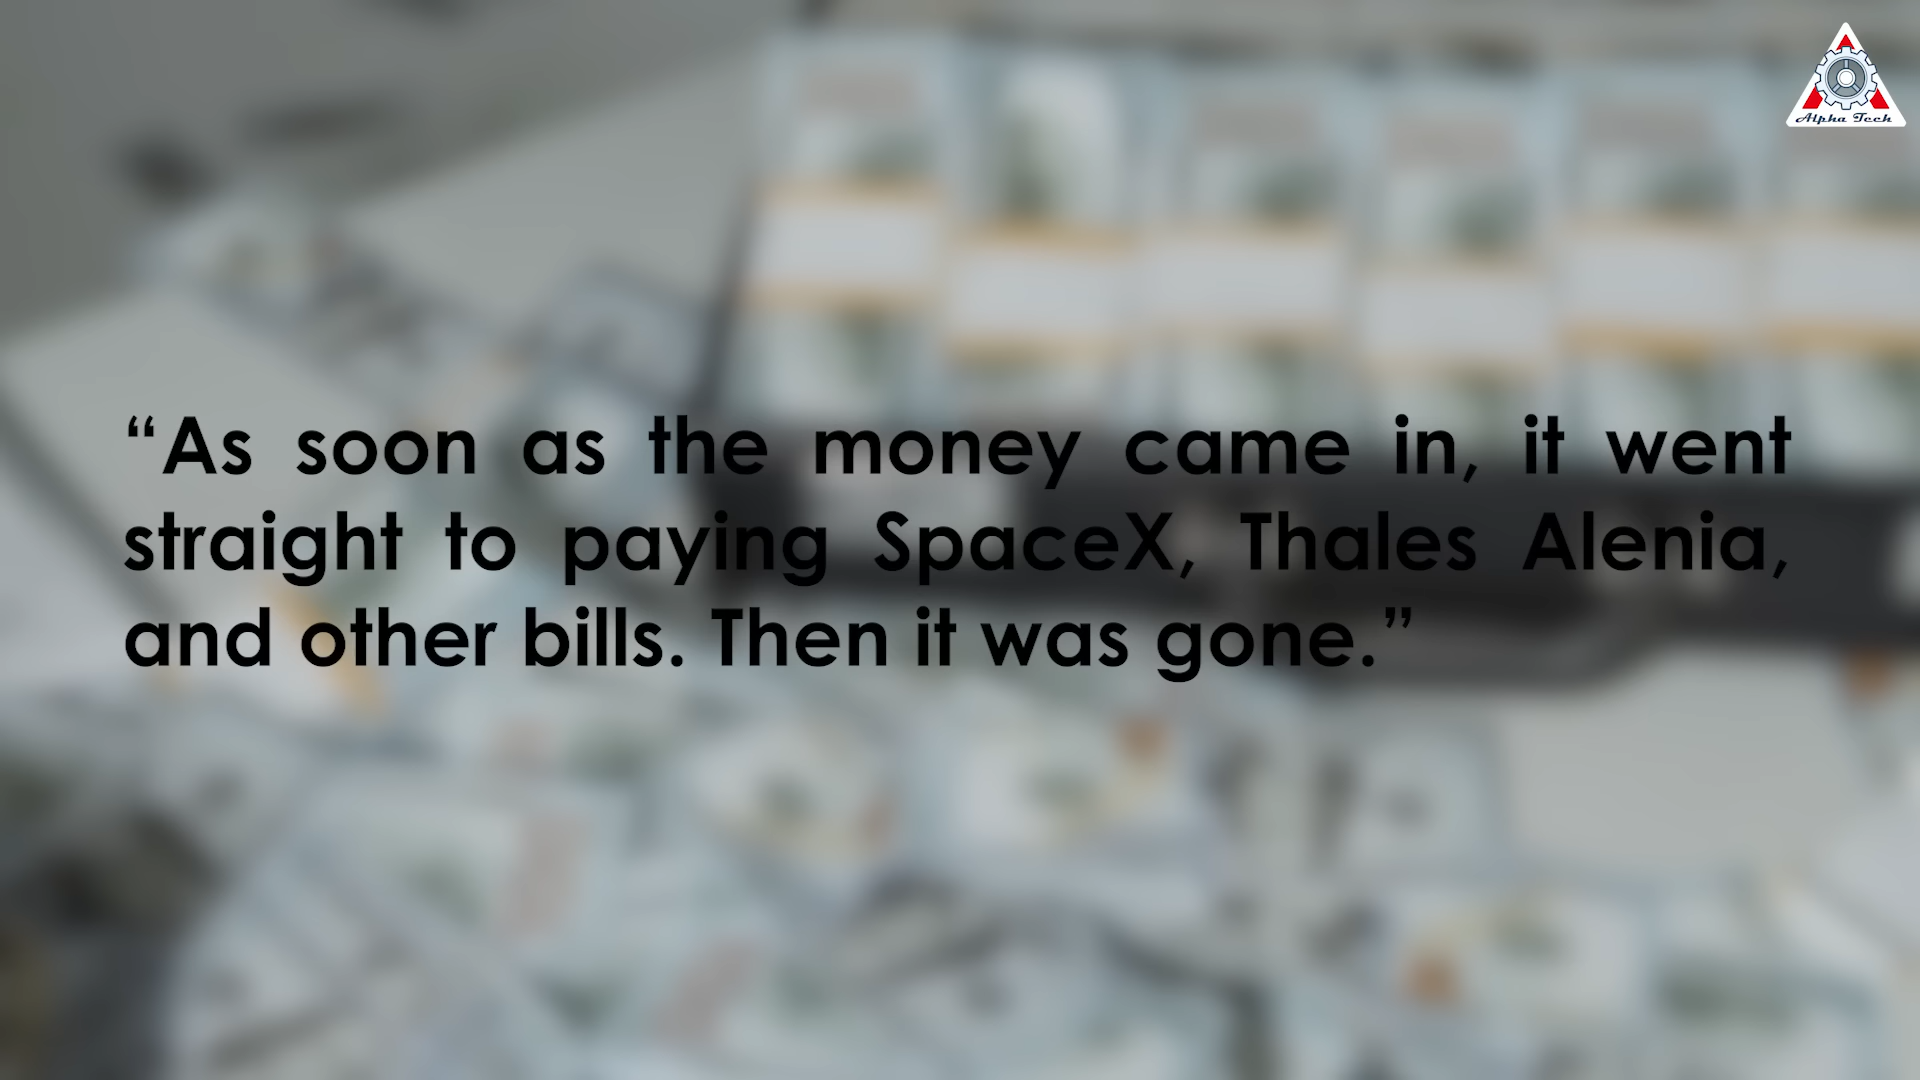 Alpha Tech
“As soon as the money came in, it went
straight to paying SpaceX, Thales Alenia,
and other bills. Then it was gone.”